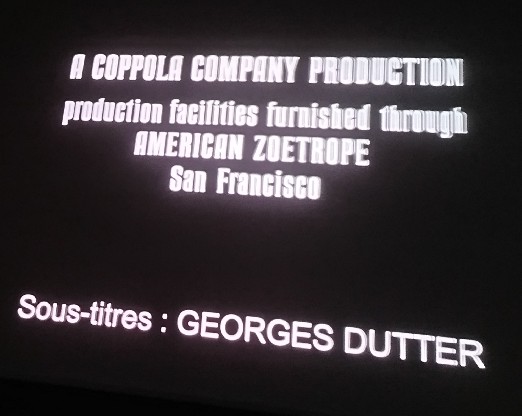 A COPPOLA COMPANY PRODUCTION
production facilities furnished through
AMERICAN ZOETROPE
San Francisco
Sous-titres : GEORGES DUTTER